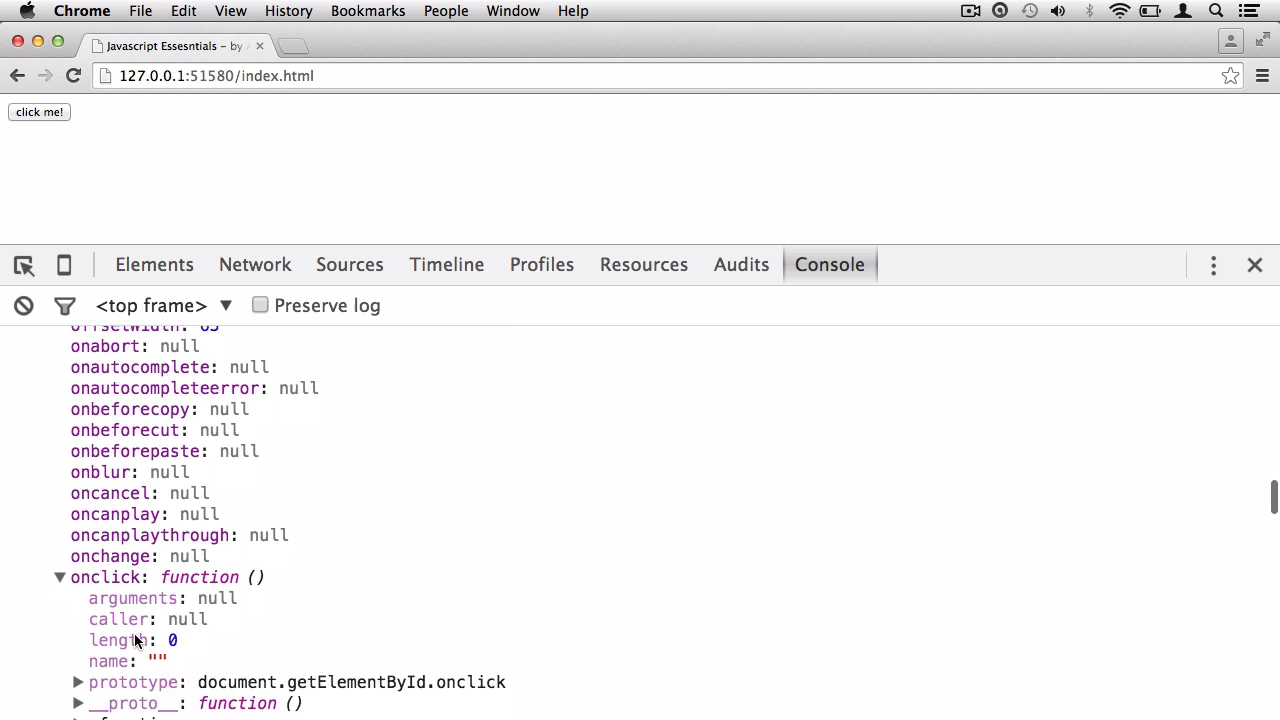 Chrome File Edit View History Bookmarks People Window Help
Javascript Essesntials – by
127.0.0.1:51580/index.html
click me!
Elements Network Sources Timeline Profiles Resources Audits Console
<top frame> Preserve log
offsetWidth: 63
onabort: null
onautocomplete: null
onautocompleteerror: null
onbeforecopy: null
onbeforecut: null
onbeforepaste: null
onblur: null
oncancel: null
oncanplay: null
oncanplaythrough: null
onchange: null
onclick: function ()
arguments: null
caller: null
length: 0
name: ""
prototype: document.getElementById.onclick
__proto__: function ()